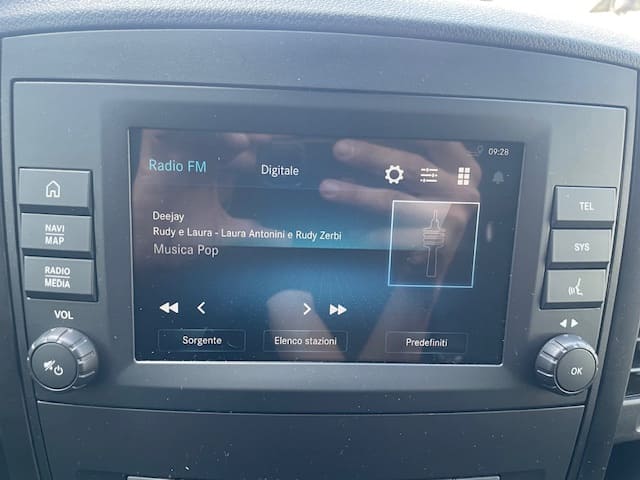 09:28
Radio FM
Digitale
Deejay
Rudy e Laura - Laura Antonini e Rudy Zerbi
Musica Pop
Sorgente
Elenco stazioni
Predefiniti
NAVI
MAP
RADIO
MEDIA
VOL
TEL
SYS
OK